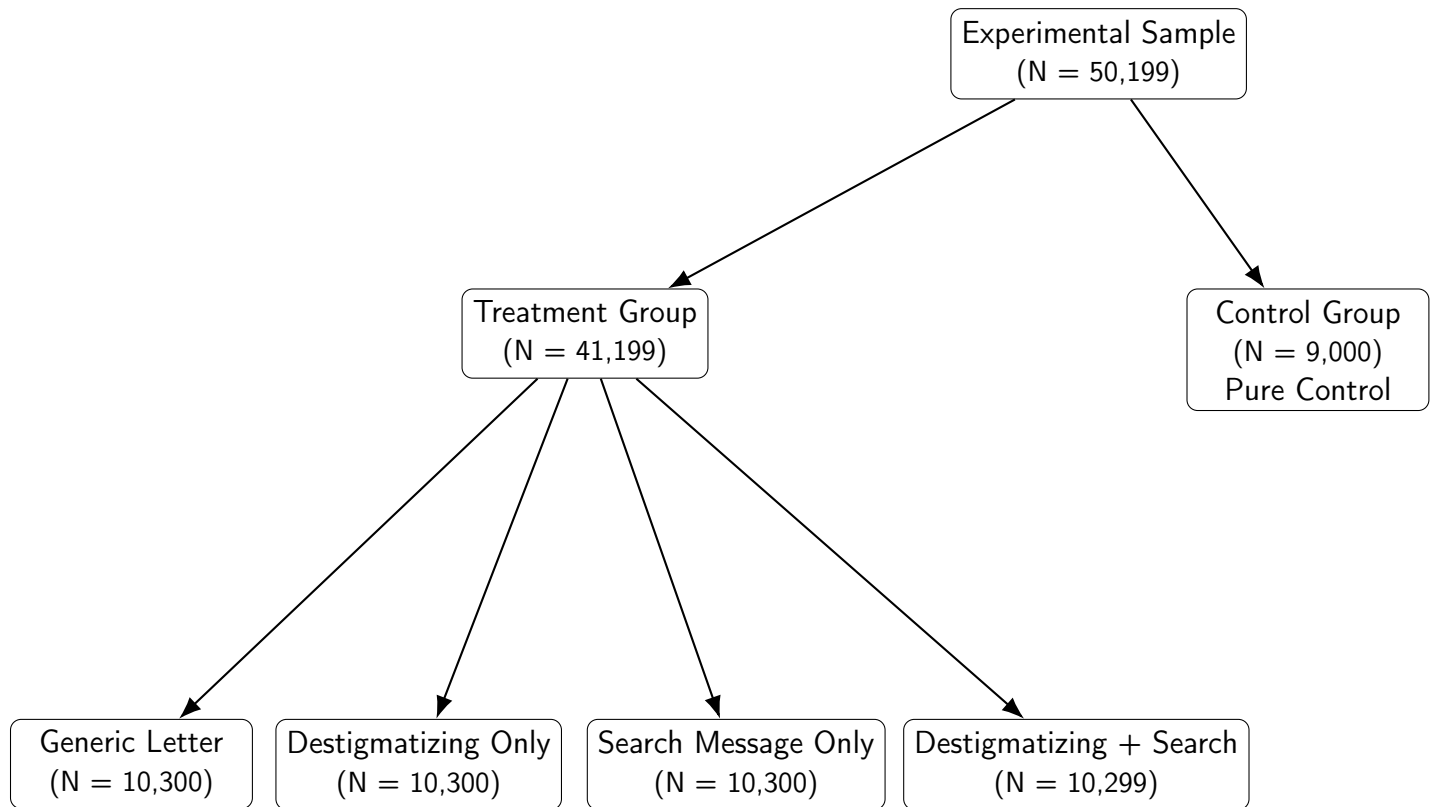 Experimental Sample
(N = 50,199)
Treatment Group
(N = 41,199)
Control Group
(N = 9,000)
Pure Control
Generic Letter
(N = 10,300)
Destigmatizing Only
(N = 10,300)
Search Message Only
(N = 10,300)
Destigmatizing + Search
(N = 10,299)